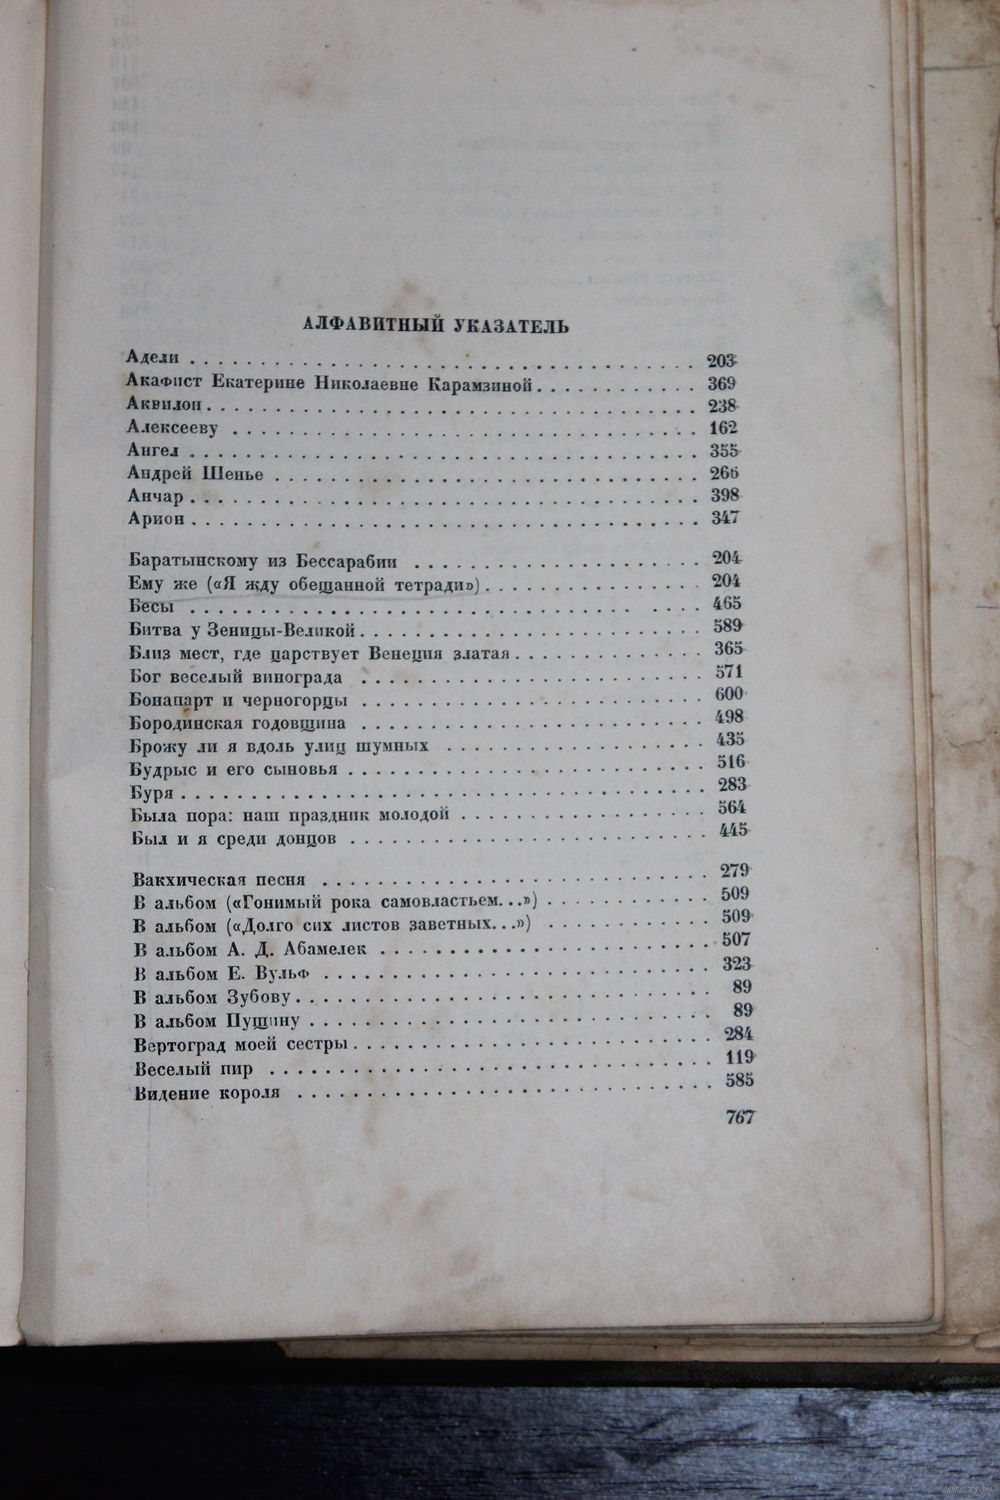 АЛФАВИТНЫЙ УКАЗАТЕЛЬ
Адели . . . 203
Акафист Екатерине Николаевне Карамзиной . . . 369
Аквилон . . . 238
Алексееву . . . 162
Ангел . . . 355
Андрей Шенье . . . 266
Анчар . . . 398
Арион . . . 347
Баратынскому из Бессарабии . . . 204
Ему же («Я жду обещанной тетради») . . . 204
Бесы . . . 465
Битва у Зеницы-Великой . . . 589
Близ мест, где царствует Венеция златая . . . 365
Бог веселый винограда . . . 571
Бонапарт и черногорцы . . . 600
Бородинская годовщина . . . 498
Брожу ли я вдоль улиц шумных . . . 435
Будрыс и его сыновья . . . 516
Буря . . . 283
Была пора: наш праздник молодой . . . 564
Был и я среди донцов . . . 445
Вакхическая песня . . . 279
В альбом («Гонимый рока самовластьем...») . . . 509
В альбом («Долго сих листов заветных...») . . . 509
В альбом А. Д. Абамелек . . . 507
В альбом Е. Вульф . . . 323
В альбом Зубову . . . 89
В альбом Пущину . . . 89
Вертоград моей сестры . . . 284
Веселый пир . . . 119
Видение короля . . . 585
767
www.ay.by